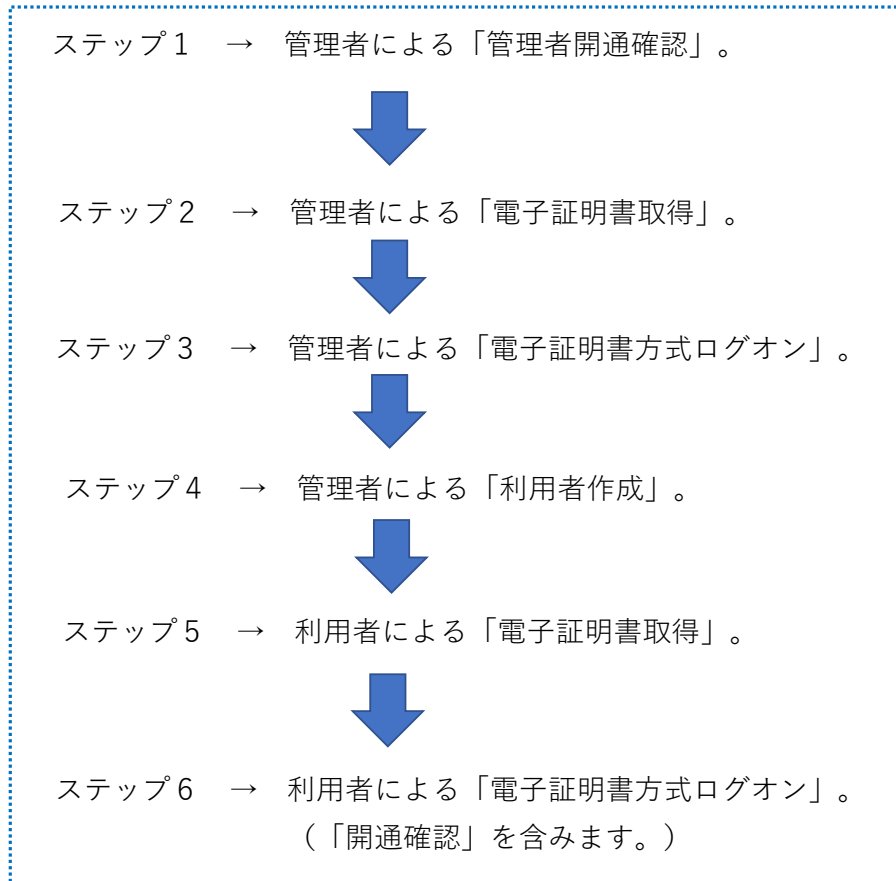 ステップ１　→　管理者による「管理者開通確認」。
ステップ２　→　管理者による「電子証明書取得」。
ステップ３　→　管理者による「電子証明書方式ログオン」。
ステップ４　→　管理者による「利用者作成」。
ステップ５　→　利用者による「電子証明書取得」。
ステップ６　→　利用者による「電子証明書方式ログオン」。
（「開通確認」を含みます。）